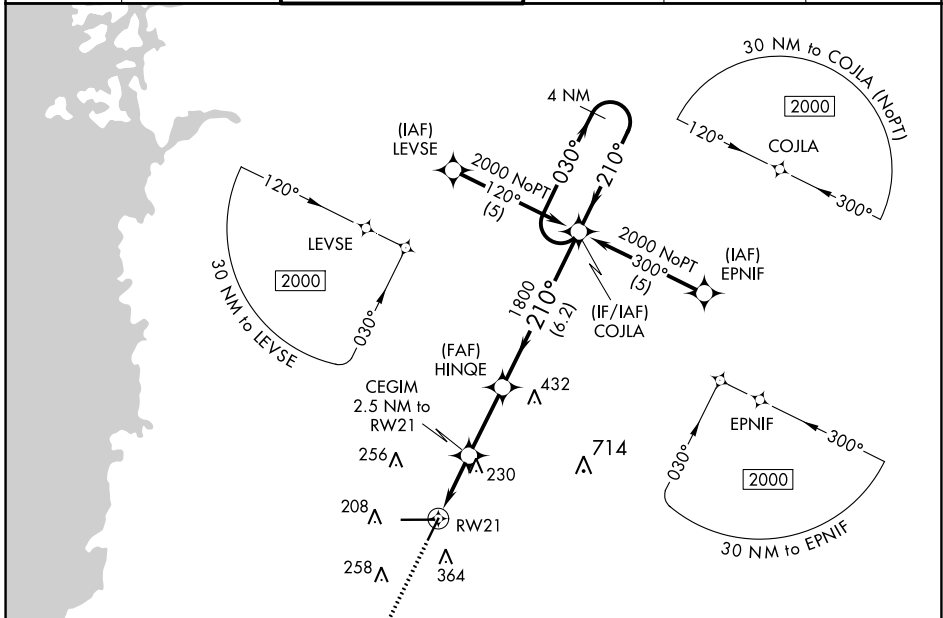 30 NM to COJLA (NoPT)
2000
120°
COJLA
300°
4 NM
030°
210°
(IAF)
LEVSE
2000 NoPT
120°
(5)
2000 NoPT
300°
(5)
(IAF)
EPNIF
(IF/IAF)
COJLA
120°
LEVSE
2000
030°
30 NM to LEVSE
1800
210°
(6.2)
(FAF)
HINQE
432
CEGIM
2.5 NM to
RW21
256
230
714
208
RW21
258
364
EPNIF
300°
030°
2000
30 NM to EPNIF